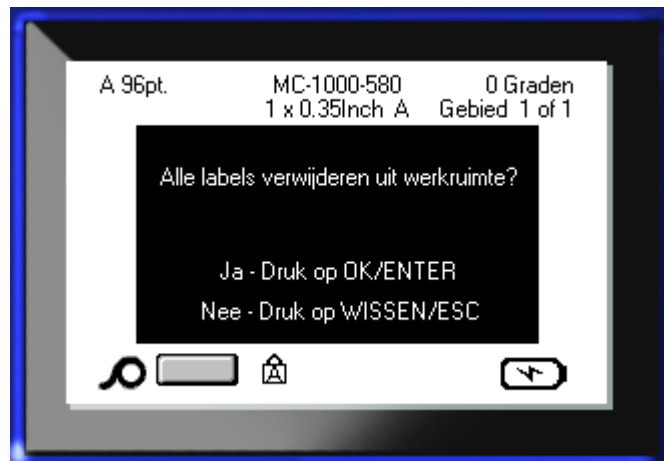 A 96pt. MC-1000-580 0 Graden
1 x 0.35Inch A Gebied 1 of 1
Alle labels verwijderen uit werkruimte?
Ja - Druk op OK/ENTER
Nee - Druk op WISSEN/ESC
A